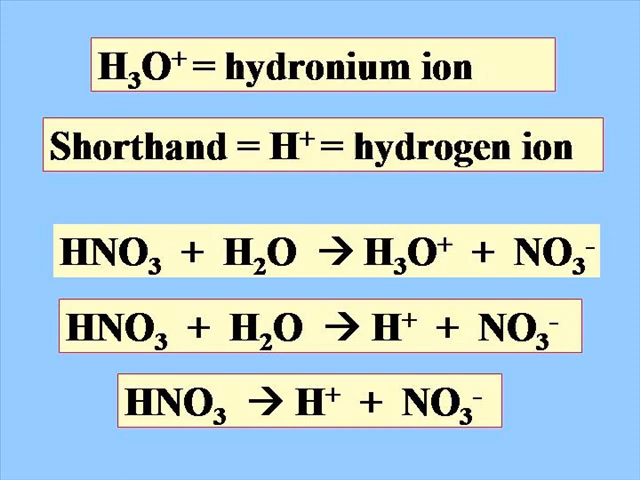 H₃O⁺ = hydronium ion
Shorthand = H⁺ = hydrogen ion
HNO₃ + H₂O → H₃O⁺ + NO₃⁻
HNO₃ + H₂O → H⁺ + NO₃⁻
HNO₃ → H⁺ + NO₃⁻